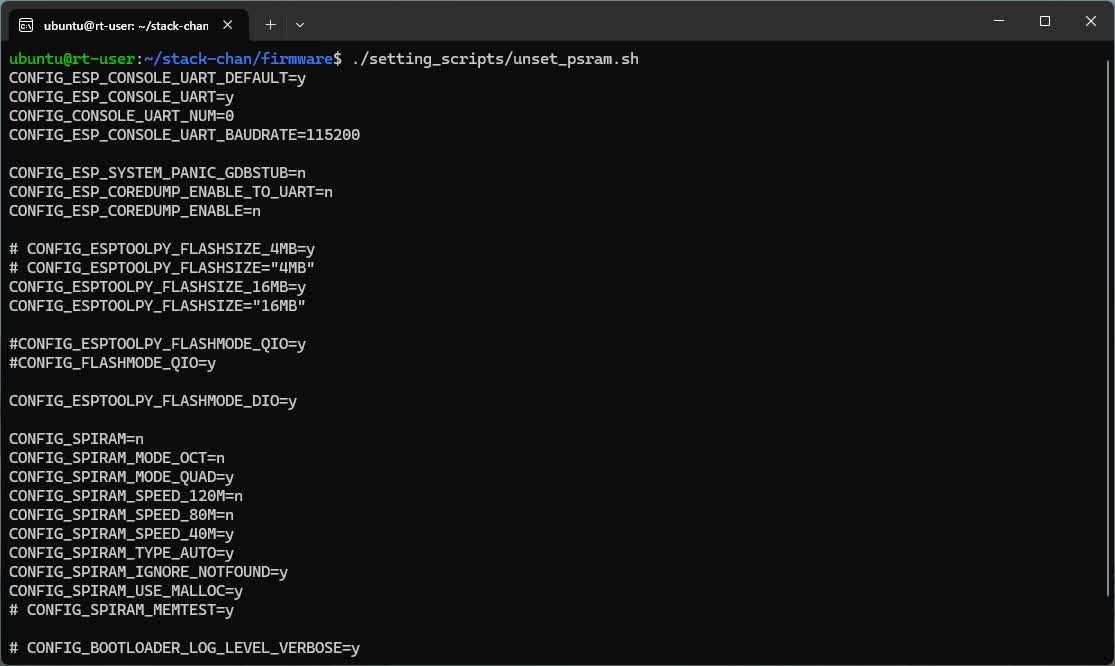 ubuntu@rt-user: ~/stack-chan
ubuntu@rt-user:~/stack-chan/firmware$ ./setting_scripts/unset_psram.sh
CONFIG_ESP_CONSOLE_UART_DEFAULT=y
CONFIG_ESP_CONSOLE_UART=y
CONFIG_CONSOLE_UART_NUM=0
CONFIG_ESP_CONSOLE_UART_BAUDRATE=115200
CONFIG_ESP_SYSTEM_PANIC_GDBSTUB=n
CONFIG_ESP_COREDUMP_ENABLE_TO_UART=n
CONFIG_ESP_COREDUMP_ENABLE=n
# CONFIG_ESPTOOLPY_FLASHSIZE_4MB=y
# CONFIG_ESPTOOLPY_FLASHSIZE="4MB"
CONFIG_ESPTOOLPY_FLASHSIZE_16MB=y
CONFIG_ESPTOOLPY_FLASHSIZE="16MB"
#CONFIG_ESPTOOLPY_FLASHMODE_QIO=y
#CONFIG_FLASHMODE_QIO=y
CONFIG_ESPTOOLPY_FLASHMODE_DIO=y
CONFIG_SPIRAM=n
CONFIG_SPIRAM_MODE_OCT=n
CONFIG_SPIRAM_MODE_QUAD=y
CONFIG_SPIRAM_SPEED_120M=n
CONFIG_SPIRAM_SPEED_80M=n
CONFIG_SPIRAM_SPEED_40M=y
CONFIG_SPIRAM_TYPE_AUTO=y
CONFIG_SPIRAM_IGNORE_NOTFOUND=y
CONFIG_SPIRAM_USE_MALLOC=y
# CONFIG_SPIRAM_MEMTEST=y
# CONFIG_BOOTLOADER_LOG_LEVEL_VERBOSE=y